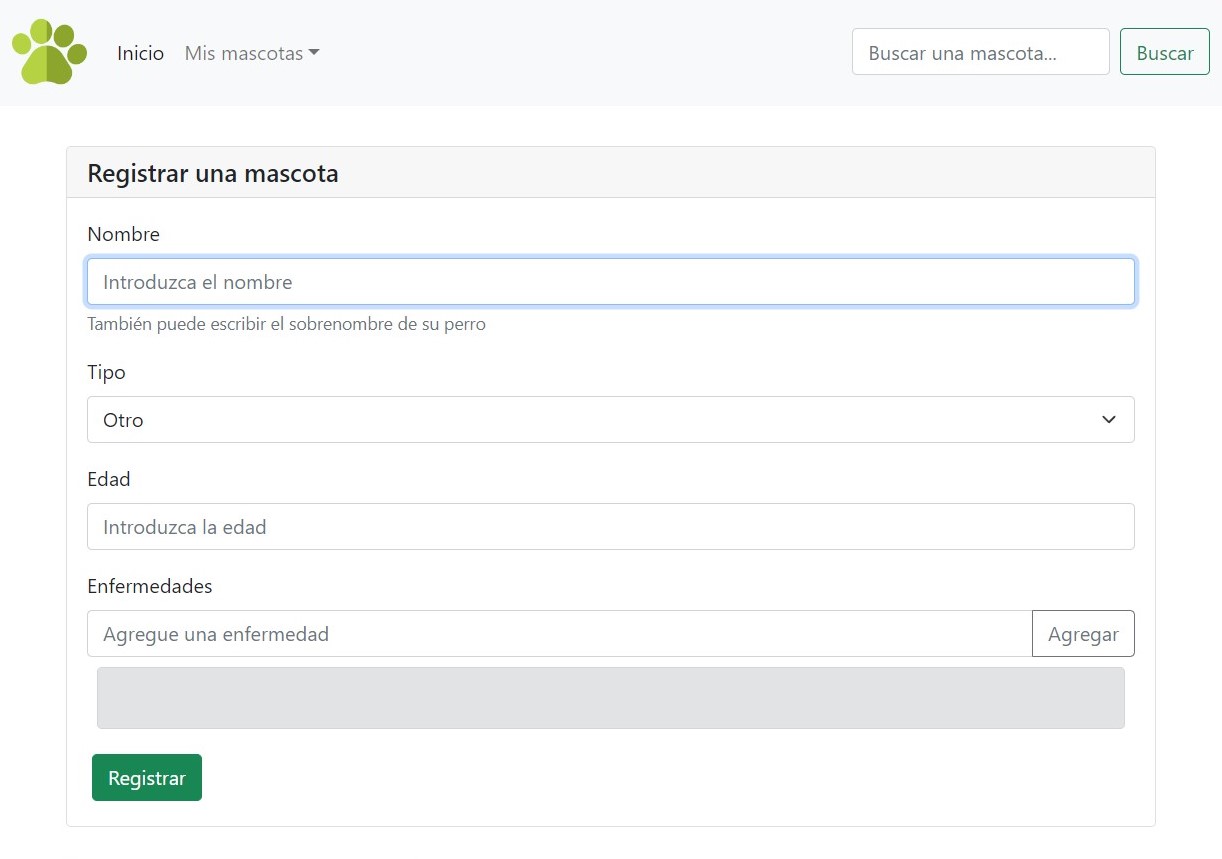 Inicio Mis mascotas Buscar una mascota... Buscar
Registrar una mascota
Nombre
Introduzca el nombre
También puede escribir el sobrenombre de su perro
Tipo
Otro
Edad
Introduzca la edad
Enfermedades
Agregue una enfermedad Agregar
Registrar